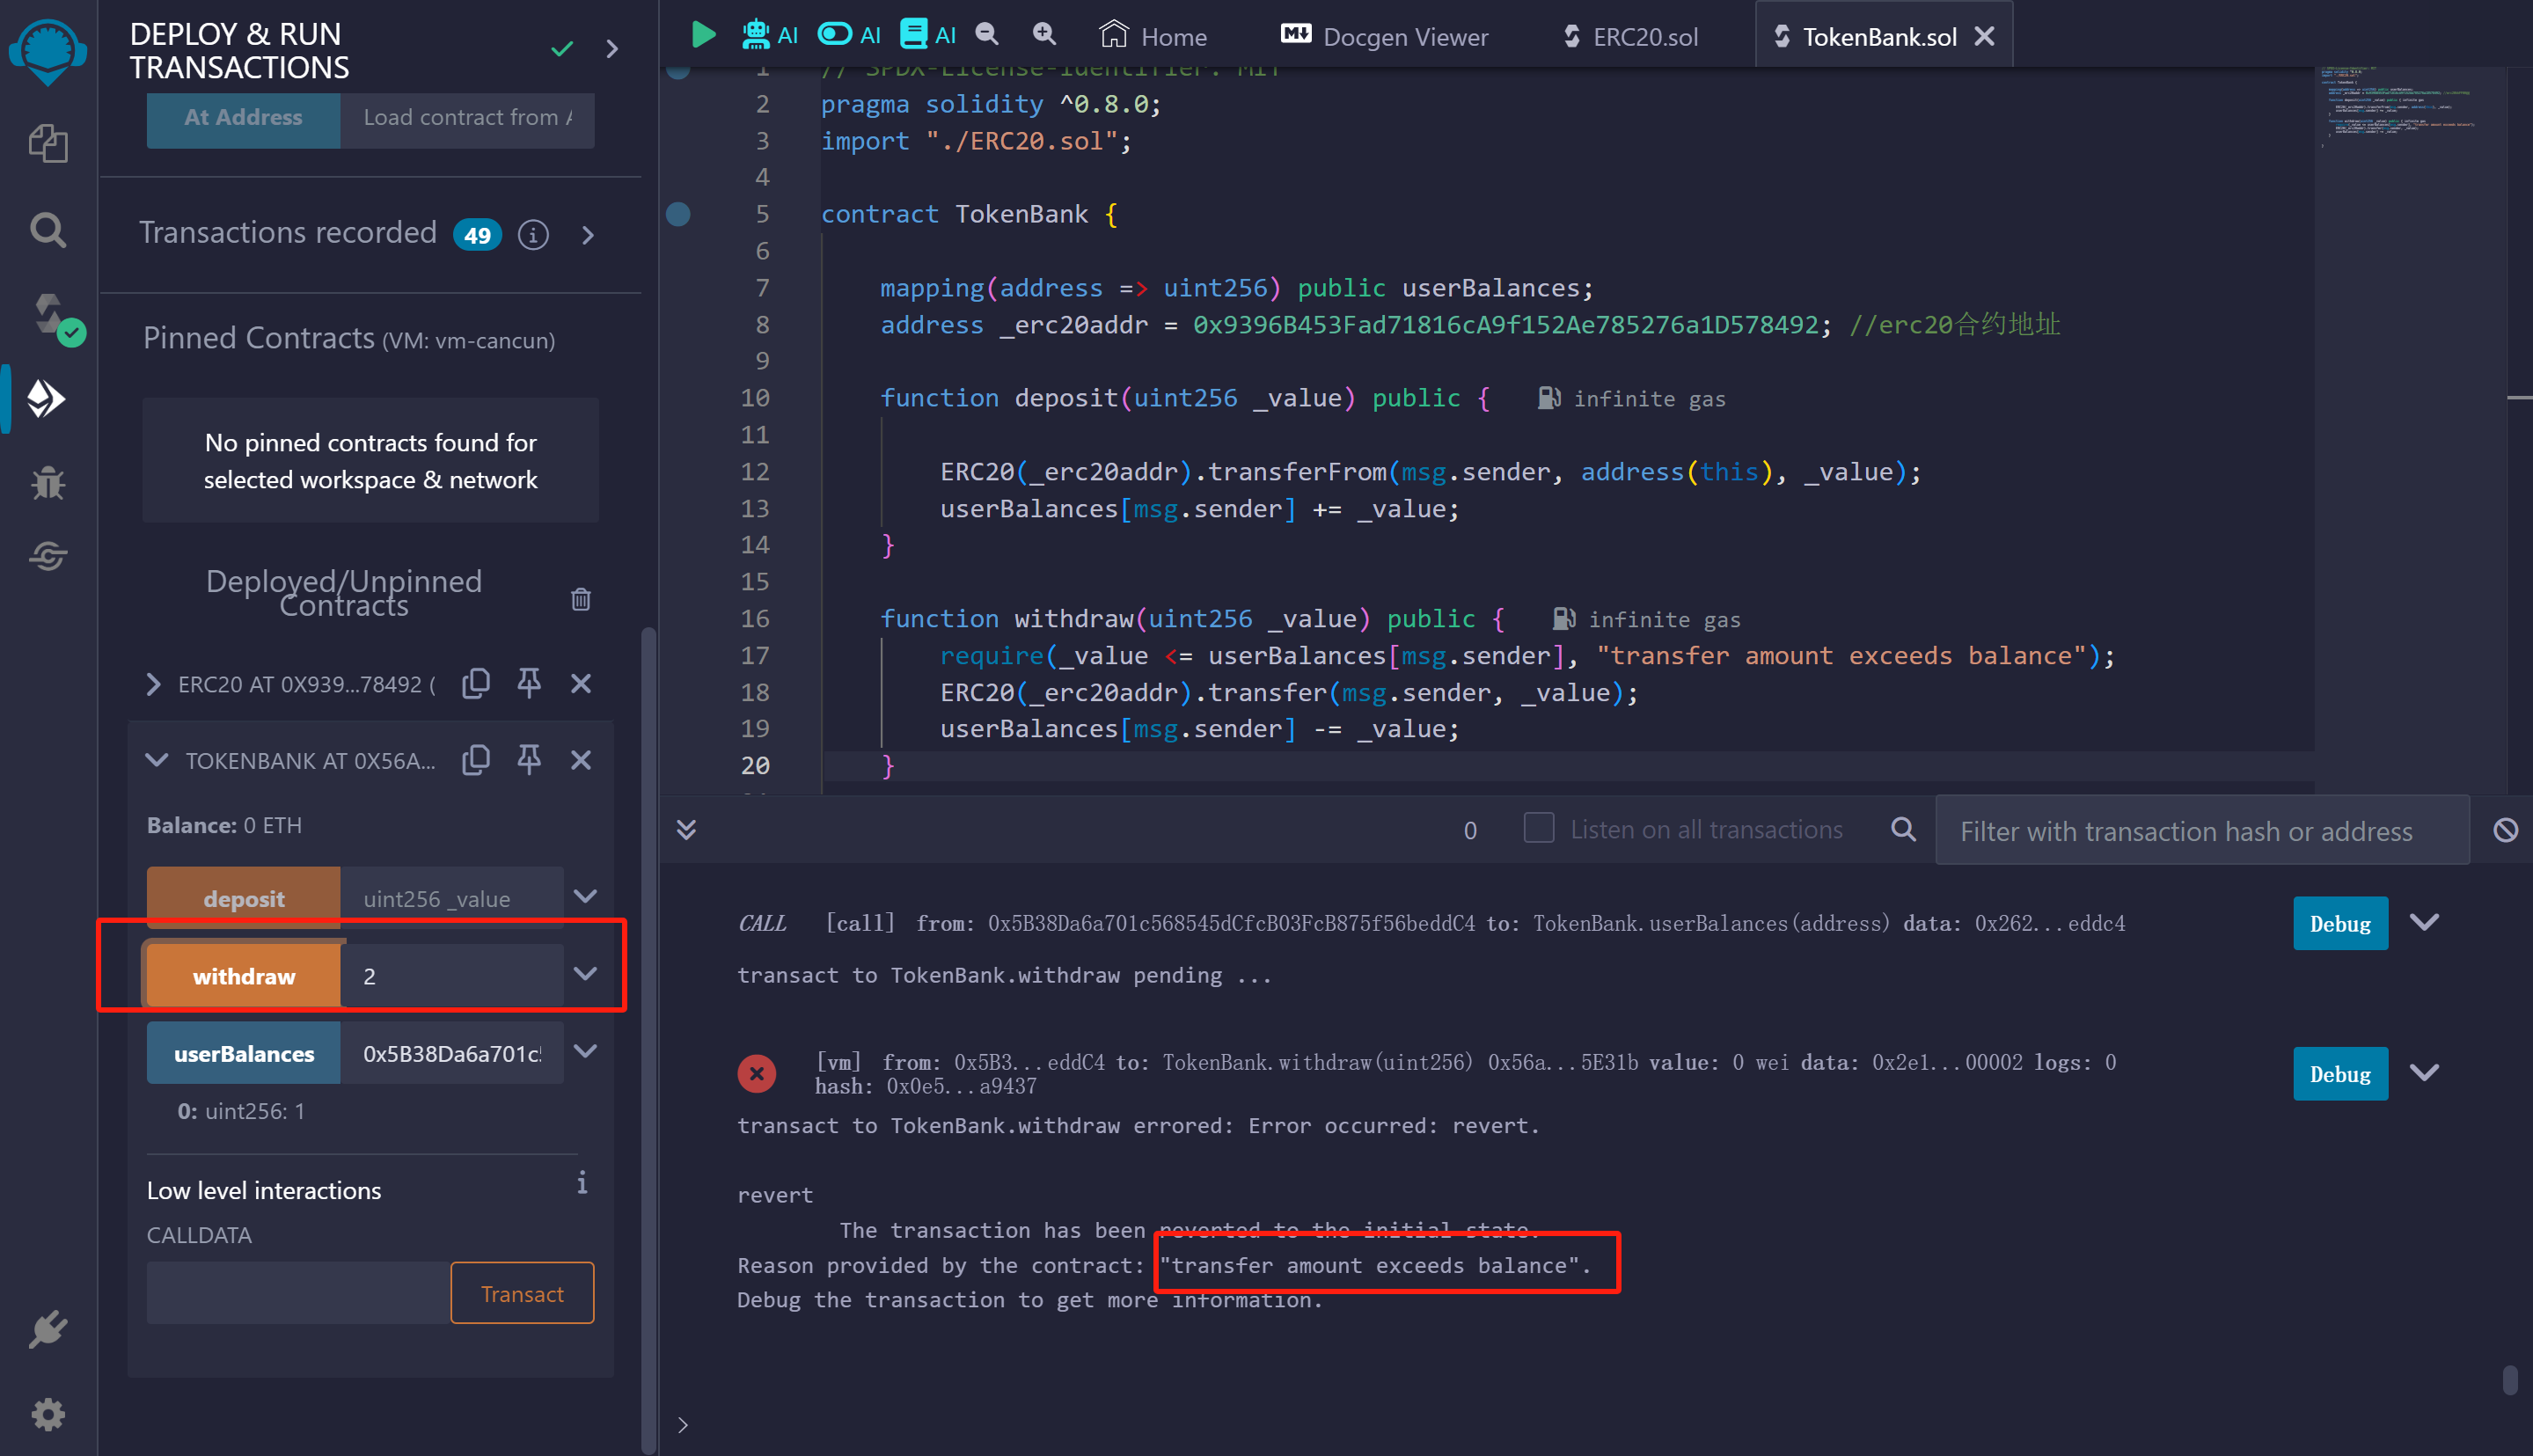 DEPLOY & RUN
TRANSACTIONS
At Address
Load contract from A
Transactions recorded 49
Pinned Contracts (VM: vm-cancun)
No pinned contracts found for
selected workspace & network
Deployed/Unpinned
Contracts
ERC20 AT 0X939...78492 (
TOKENBANK AT 0X56A...
Balance: 0 ETH
deposit
uint256 _value
withdraw
2
userBalances
0x5B38Da6a701c5
0: uint256: 1
Low level interactions
CALLDATA
Transact
AI AI AI Home Docgen Viewer ERC20.sol TokenBank.sol
1 // SPDX-License-Identifier: MIT
2 pragma solidity ^0.8.0;
3 import "./ERC20.sol";
4
5 contract TokenBank {
6
7 mapping(address => uint256) public userBalances;
8 address _erc20addr = 0x9396B453Fad71816cA9f152Ae785276a1D578492; //erc20合约地址
9
10 function deposit(uint256 _value) public { infinite gas
11
12 ERC20(_erc20addr).transferFrom(msg.sender, address(this), _value);
13 userBalances[msg.sender] += _value;
14 }
15
16 function withdraw(uint256 _value) public { infinite gas
17 require(_value <= userBalances[msg.sender], "transfer amount exceeds balance");
18 ERC20(_erc20addr).transfer(msg.sender, _value);
19 userBalances[msg.sender] -= _value;
20 }
0 Listen on all transactions Filter with transaction hash or address
CALL [call] from: 0x5B38Da6a701c568545dCfcB03FcB875f56beddC4 to: TokenBank.userBalances(address) data: 0x262...eddc4
Debug
transact to TokenBank.withdraw pending ...
[vm] from: 0x5B3...eddC4 to: TokenBank.withdraw(uint256) 0x56a...5E31b value: 0 wei data: 0x2e1...00002 logs: 0
hash: 0x0e5...a9437
Debug
transact to TokenBank.withdraw errored: Error occurred: revert.
revert
The transaction has been reverted to the initial state.
Reason provided by the contract: "transfer amount exceeds balance".
Debug the transaction to get more information.
>